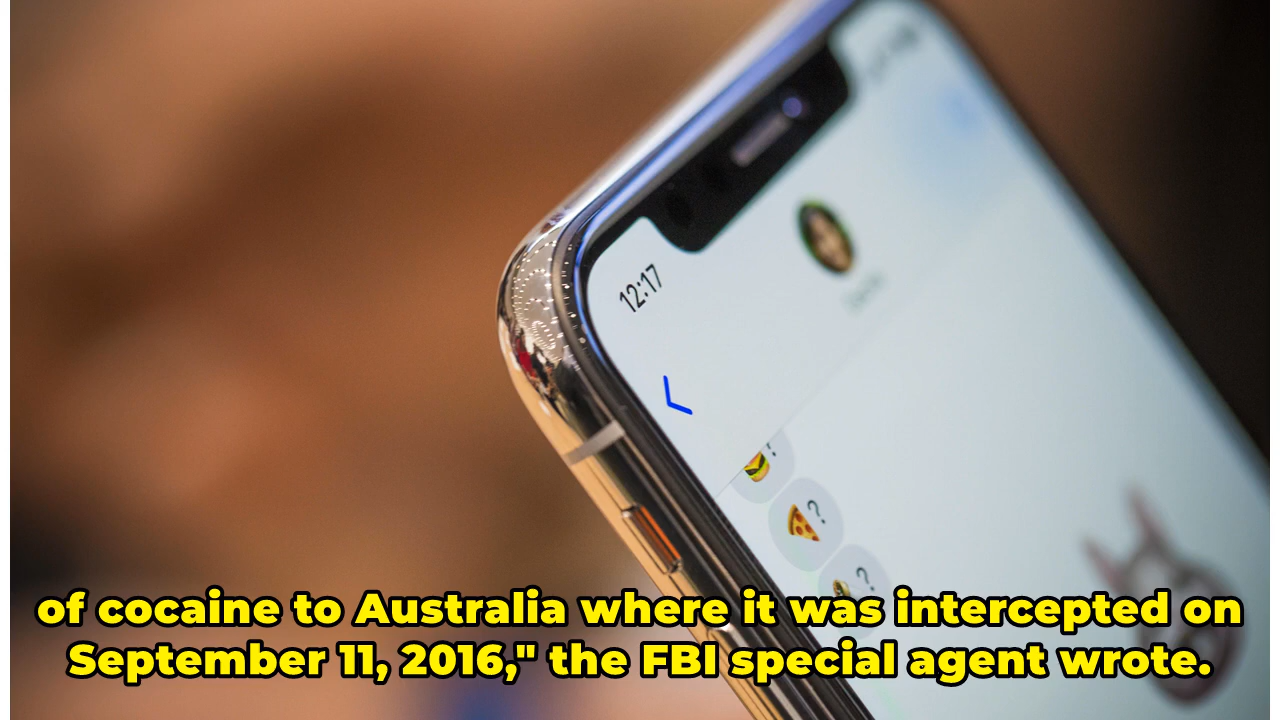 12:17
?
?
?
of cocaine to Australia where it was intercepted on
September 11, 2016," the FBI special agent wrote.